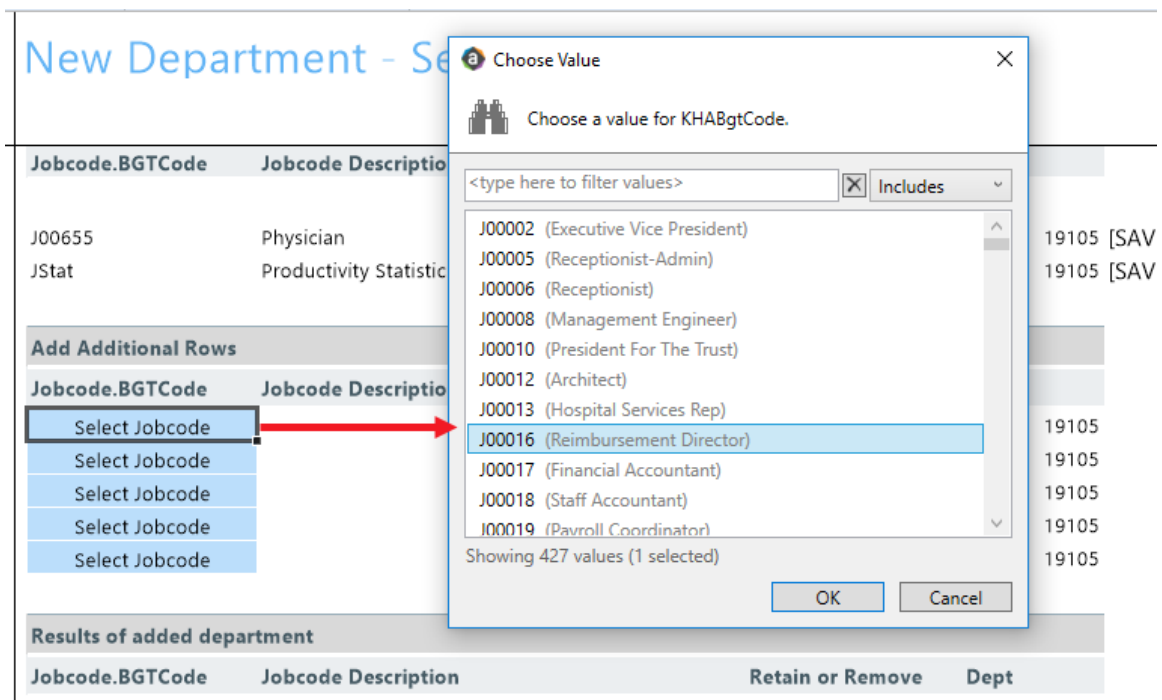 New Department - Se
Choose Value
Choose a value for KHABgtCode.
Jobcode.BGTCode Jobcode Descriptio
<type here to filter values> Includes
J00002 (Executive Vice President)
J00005 (Receptionist-Admin)
J00006 (Receptionist)
J00008 (Management Engineer)
J00010 (President For The Trust)
J00012 (Architect)
J00013 (Hospital Services Rep)
J00016 (Reimbursement Director)
J00017 (Financial Accountant)
J00018 (Staff Accountant)
J00019 (Payroll Coordinator)
Showing 427 values (1 selected)
OK Cancel
J00655 Physician 19105 [SAV
JStat Productivity Statistic 19105 [SAV
Add Additional Rows
Jobcode.BGTCode Jobcode Descriptio
Select Jobcode 19105
Select Jobcode 19105
Select Jobcode 19105
Select Jobcode 19105
Select Jobcode 19105
Results of added department
Jobcode.BGTCode Jobcode Description Retain or Remove Dept